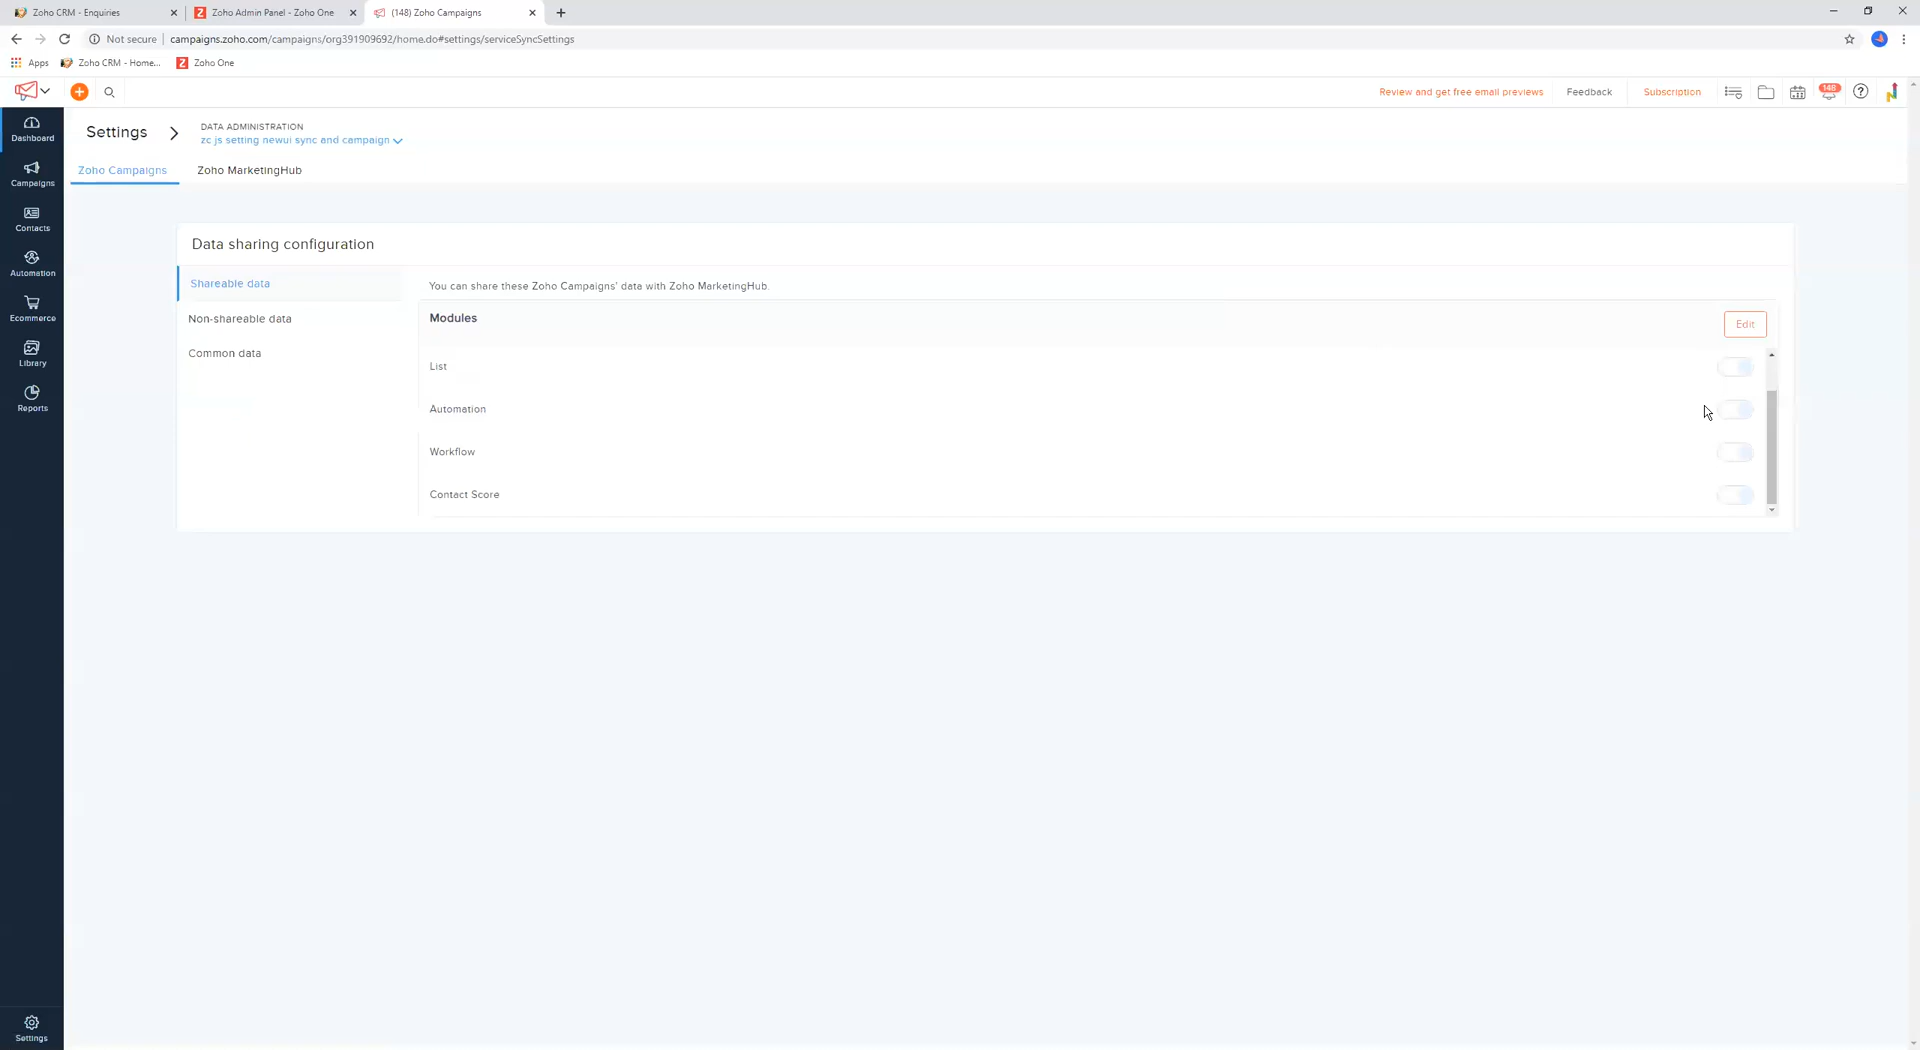 Zoho CRM - Enquiries
Zoho Admin Panel - Zoho One
(148) Zoho Campaigns
Not secure
campaigns.zoho.com/campaigns/org391909692/home.do#settings/serviceSyncSettings
Apps
Zoho CRM - Home...
Zoho One
Review and get free email previews
Feedback
Subscription
148
Dashboard
Campaigns
Contacts
Automation
Ecommerce
Library
Reports
Settings
Settings
DATA ADMINISTRATION
zc js setting newui sync and campaign
Zoho Campaigns
Zoho MarketingHub
Data sharing configuration
Shareable data
Non-shareable data
Common data
You can share these Zoho Campaigns' data with Zoho MarketingHub.
Modules
Edit
List
Automation
Workflow
Contact Score